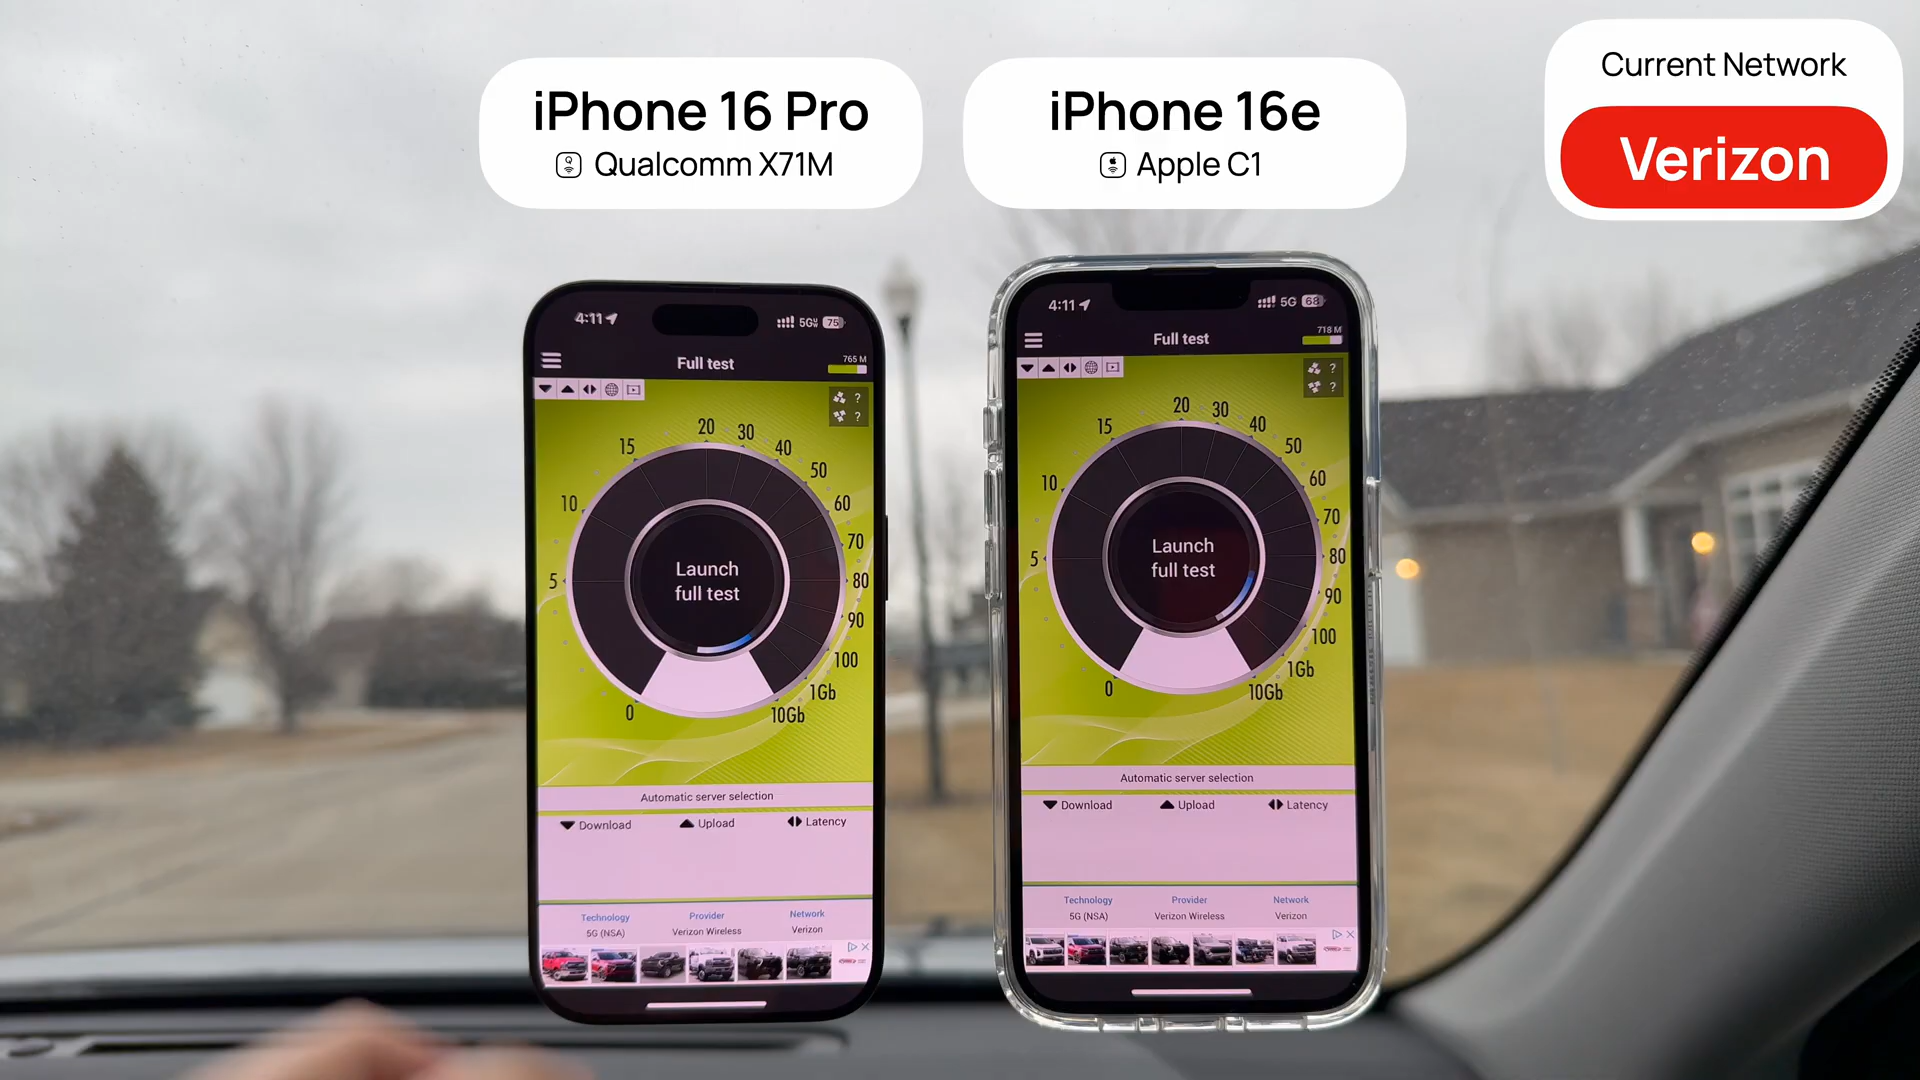 iPhone 16 Pro
Qualcomm X71M
iPhone 16e
Apple C1
Current Network
Verizon
4:11
5G
75
Full test
765 M
?
?
0
5
10
15
20
30
40
50
60
70
80
90
100
1Gb
10Gb
Launch
full test
Automatic server selection
Download Upload Latency
Technology Provider Network
5G (NSA) Verizon Wireless Verizon
4:11
5G 68
Full test
718 M
?
?
0
5
10
15
20
30
40
50
60
70
80
90
100
1Gb
10Gb
Launch
full test
Automatic server selection
Download Upload Latency
Technology Provider Network
5G (NSA) Verizon Wireless Verizon